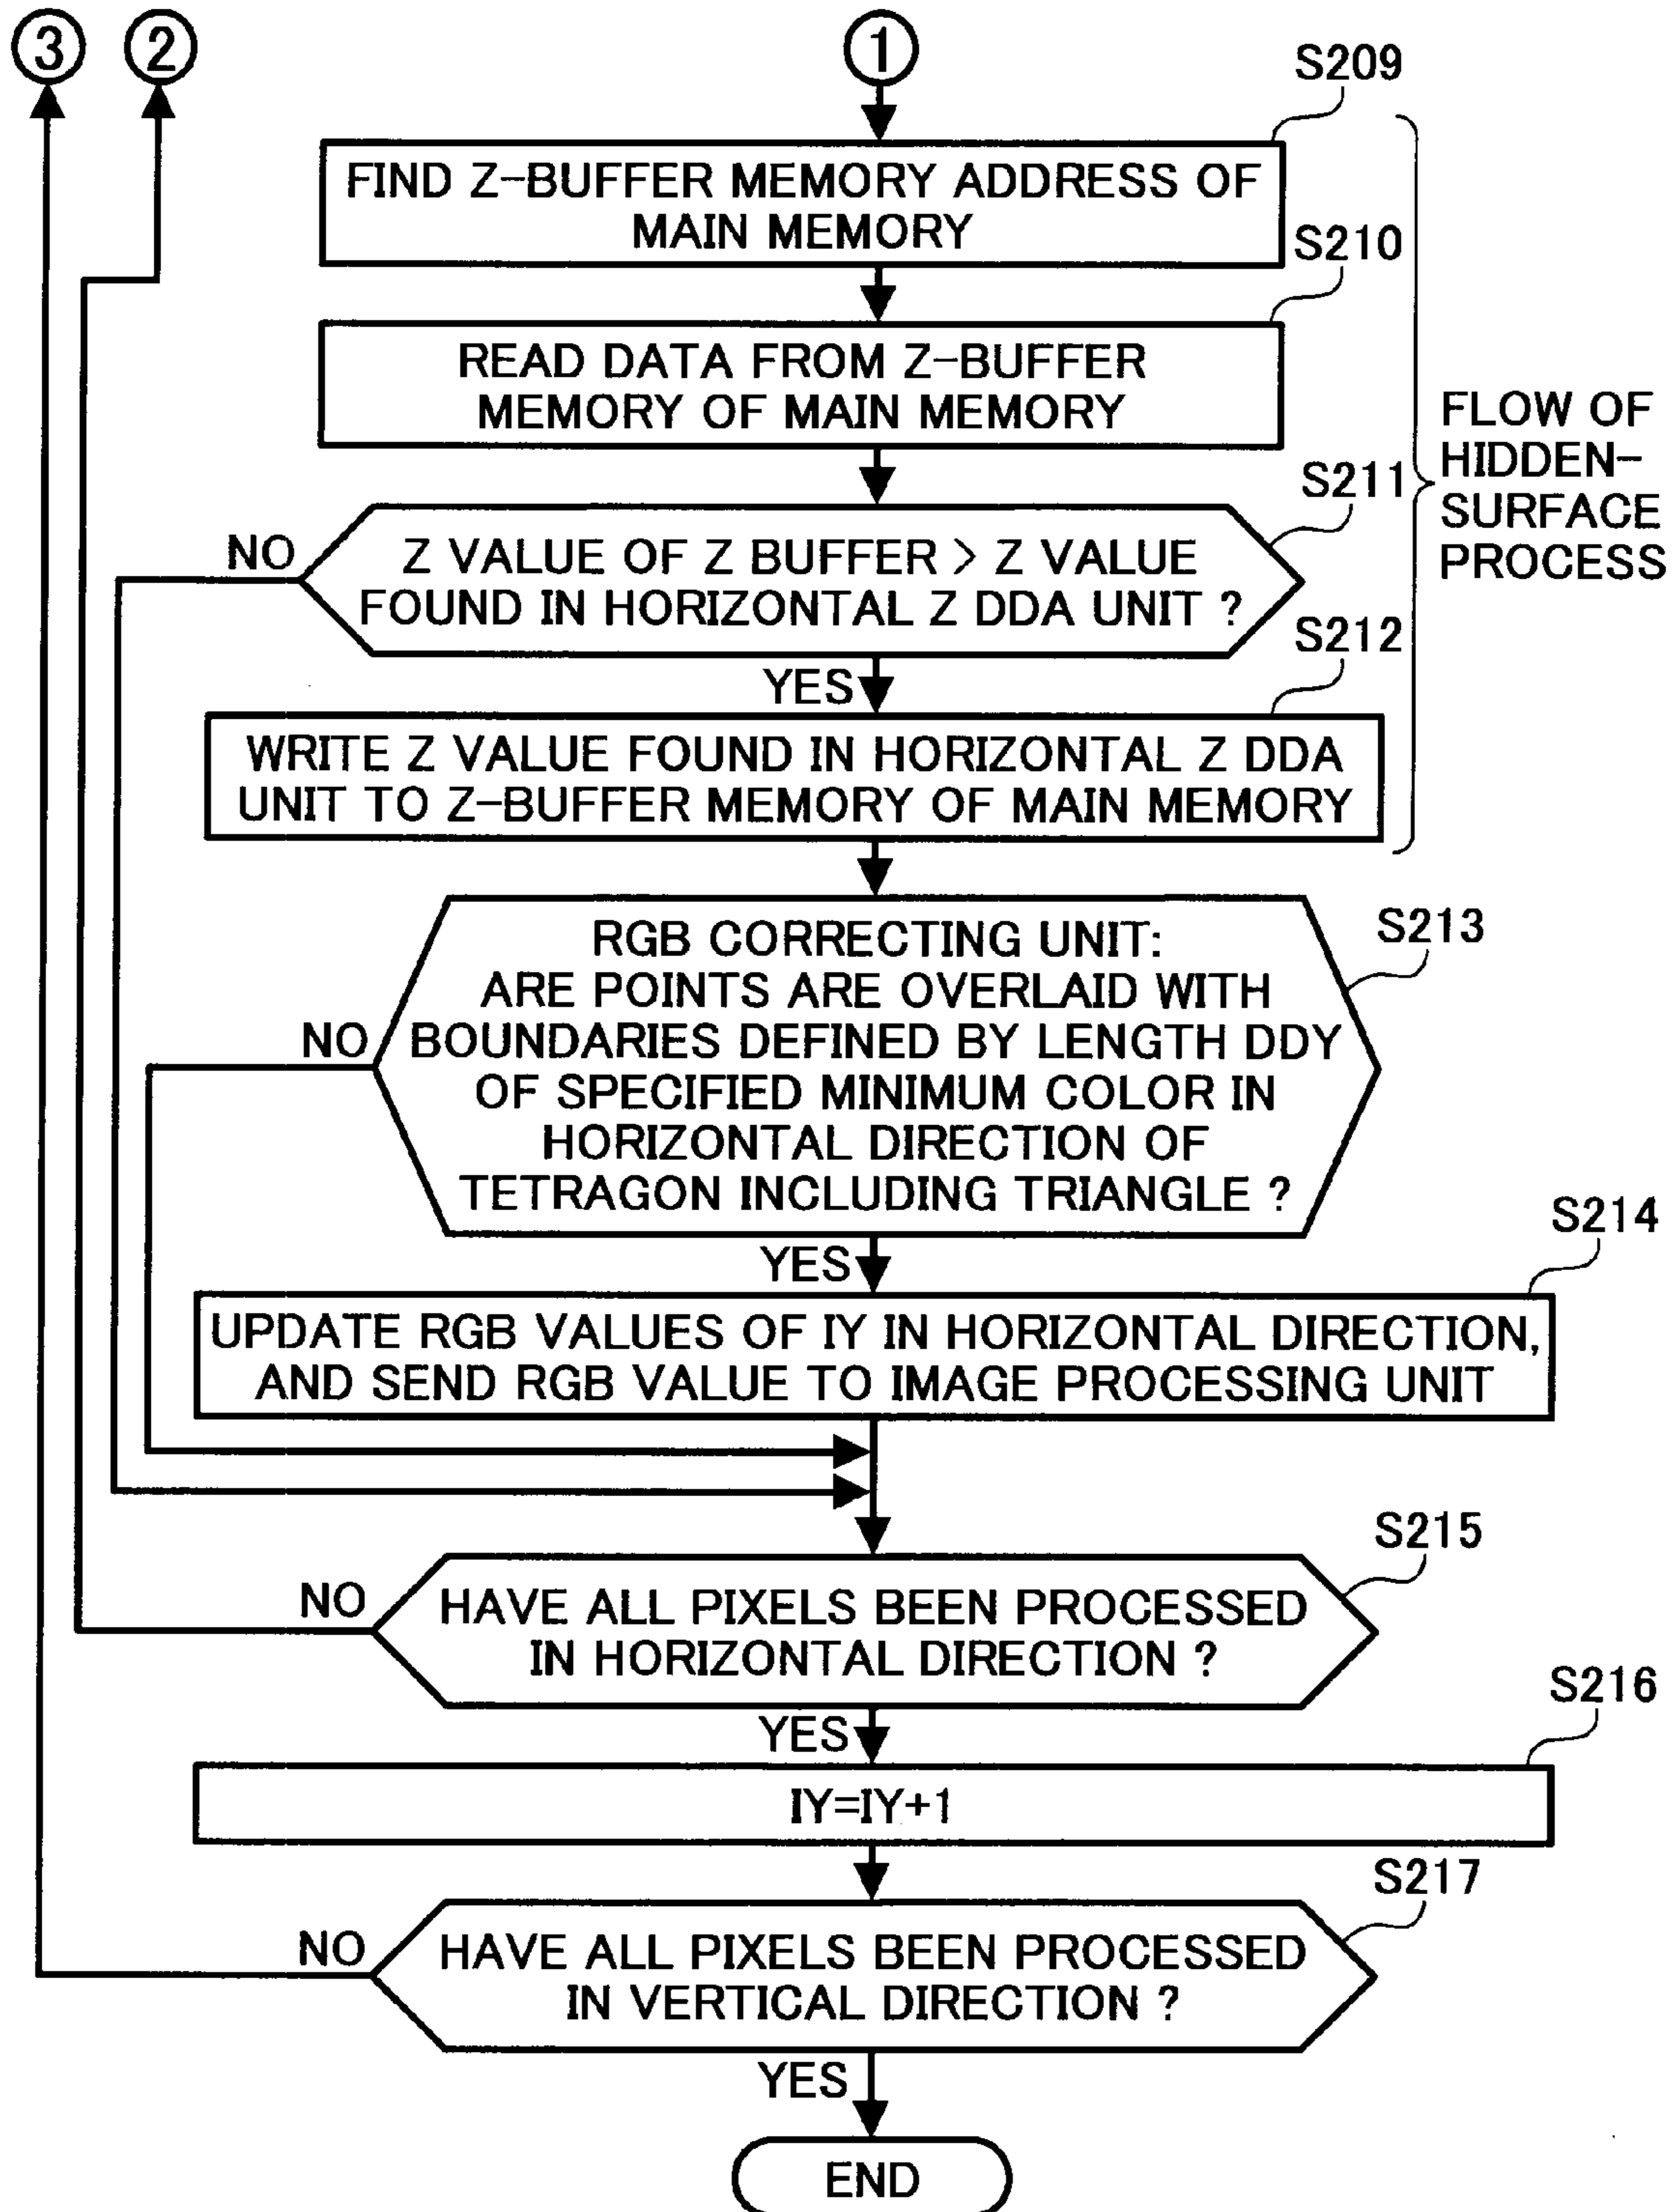 ③ ② ①
S209
FIND Z-BUFFER MEMORY ADDRESS OF
MAIN MEMORY
S210
READ DATA FROM Z-BUFFER
MEMORY OF MAIN MEMORY
FLOW OF
HIDDEN-
SURFACE
PROCESS
S211
NO
Z VALUE OF Z BUFFER > Z VALUE
FOUND IN HORIZONTAL Z DDA UNIT ?
S212
YES
WRITE Z VALUE FOUND IN HORIZONTAL Z DDA
UNIT TO Z-BUFFER MEMORY OF MAIN MEMORY
S213
RGB CORRECTING UNIT:
ARE POINTS ARE OVERLAID WITH
NO
BOUNDARIES DEFINED BY LENGTH DDY
OF SPECIFIED MINIMUM COLOR IN
HORIZONTAL DIRECTION OF
TETRAGON INCLUDING TRIANGLE ?
S214
YES
UPDATE RGB VALUES OF IY IN HORIZONTAL DIRECTION,
AND SEND RGB VALUE TO IMAGE PROCESSING UNIT
S215
NO
HAVE ALL PIXELS BEEN PROCESSED
IN HORIZONTAL DIRECTION ?
S216
YES
IY=IY+1
S217
NO
HAVE ALL PIXELS BEEN PROCESSED
IN VERTICAL DIRECTION ?
YES
END